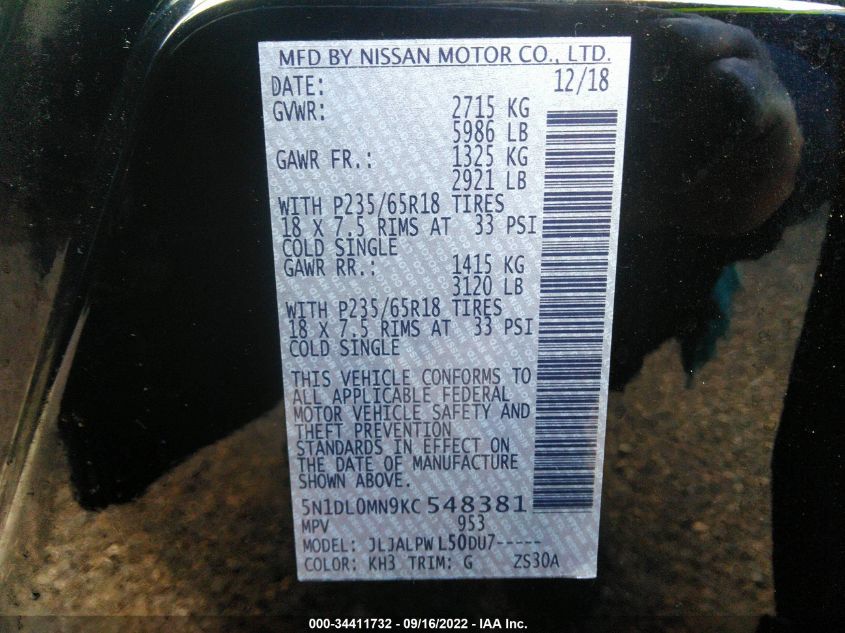 MFD BY NISSAN MOTOR CO., LTD.
DATE: 12/18
GVWR: 2715 KG
5986 LB
GAWR FR.: 1325 KG
2921 LB
WITH P235/65R18 TIRES
18 X 7.5 RIMS AT 33 PSI
COLD SINGLE
GAWR RR.: 1415 KG
3120 LB
WITH P235/65R18 TIRES
18 X 7.5 RIMS AT 33 PSI
COLD SINGLE
THIS VEHICLE CONFORMS TO
ALL APPLICABLE FEDERAL
MOTOR VEHICLE SAFETY AND
THEFT PREVENTION
STANDARDS IN EFFECT ON
THE DATE OF MANUFACTURE
SHOWN ABOVE.
5N1DL0MN9KC 548381
MPV 953
MODEL: JLJALPW L50DU7-----
COLOR: KH3 TRIM: G ZS30A
000-34411732 - 09/16/2022 - IAA Inc.